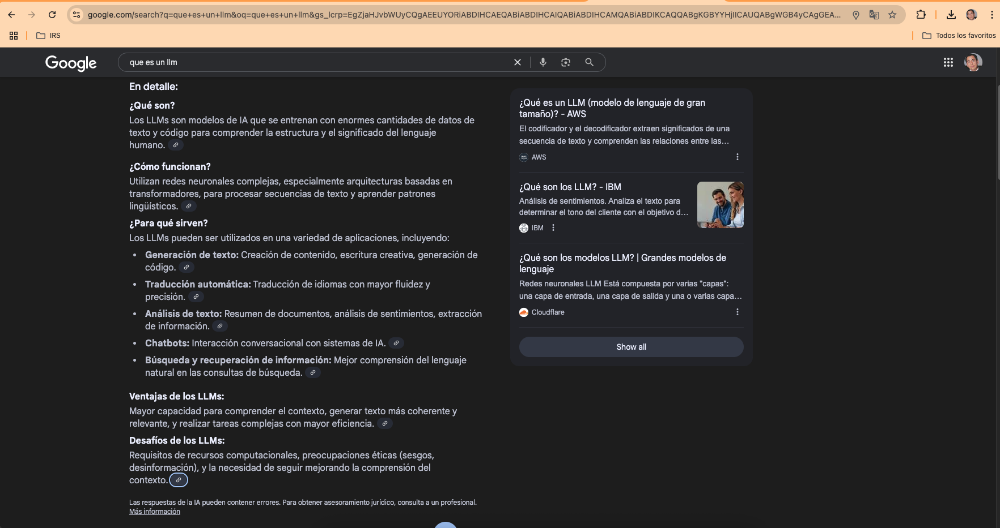 google.com/search?q=que+es+un+llm&oq=que+es+un+llm&gs_lcrp=EgZjaHJvbWUyCQgAEEUYORiABDIHCAEQABiABDIHCAIQABiABDIHCAMQABiABDIKCAQQABgKGBYYHjIICAUQABgWGB4yCAgGEA...
IRS
Todos los favoritos
Google
que es un llm
En detalle:
¿Qué son?
Los LLMs son modelos de IA que se entrenan con enormes cantidades de datos de
texto y código para comprender la estructura y el significado del lenguaje
humano.
¿Cómo funcionan?
Utilizan redes neuronales complejas, especialmente arquitecturas basadas en
transformadores, para procesar secuencias de texto y aprender patrones
lingüísticos.
¿Para qué sirven?
Los LLMs pueden ser utilizados en una variedad de aplicaciones, incluyendo:
• Generación de texto: Creación de contenido, escritura creativa, generación de
código.
• Traducción automática: Traducción de idiomas con mayor fluidez y
precisión.
• Análisis de texto: Resumen de documentos, análisis de sentimientos, extracción
de información.
• Chatbots: Interacción conversacional con sistemas de IA.
• Búsqueda y recuperación de información: Mejor comprensión del lenguaje
natural en las consultas de búsqueda.
Ventajas de los LLMs:
Mayor capacidad para comprender el contexto, generar texto más coherente y
relevante, y realizar tareas complejas con mayor eficiencia.
Desafíos de los LLMs:
Requisitos de recursos computacionales, preocupaciones éticas (sesgos,
desinformación), y la necesidad de seguir mejorando la comprensión del
contexto.
Las respuestas de la IA pueden contener errores. Para obtener asesoramiento jurídico, consulta a un profesional.
Más información
¿Qué es un LLM (modelo de lenguaje de gran
tamaño)? - AWS
El codificador y el decodificador extraen significados de una
secuencia de texto y comprenden las relaciones entre las...
aws AWS
¿Qué son los LLM? - IBM
Análisis de sentimientos. Analiza el texto para
determinar el tono del cliente con el objetivo d...
IBM
¿Qué son los modelos LLM? | Grandes modelos de
lenguaje
Redes neuronales LLM Está compuesta por varias "capas":
una capa de entrada, una capa de salida y una o varias capa...
Cloudflare
Show all